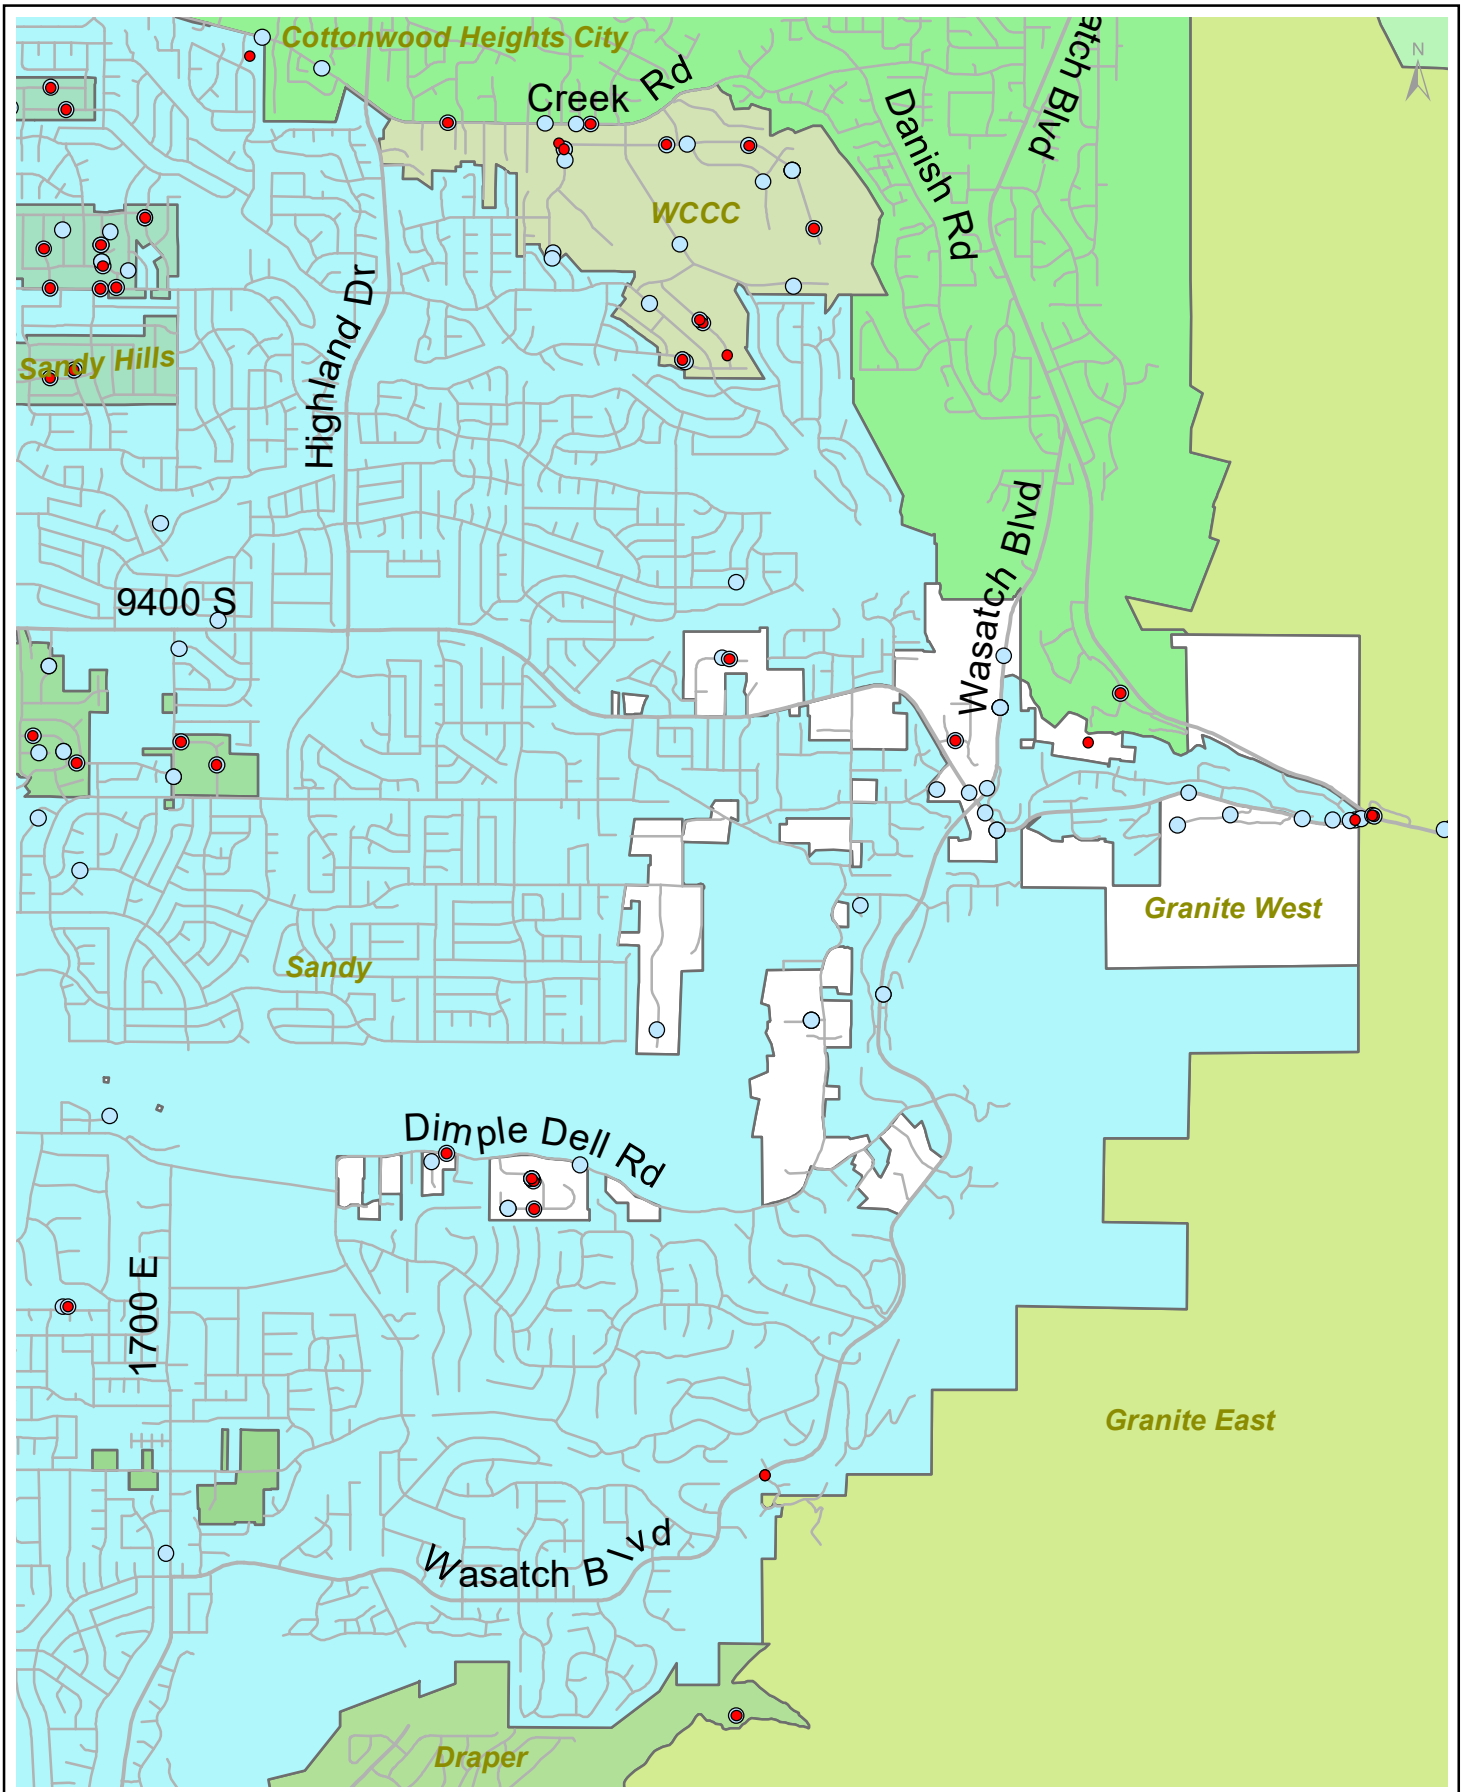 Cottonwood Heights City
Creek Rd
atch Blvd
N
Danish Rd
WCCC
Highland Dr
Sandy Hills
Wasatch Blvd
9400 S
Granite West
Sandy
Dimple Dell Rd
1700 E
Granite East
Wasatch Blvd
Draper